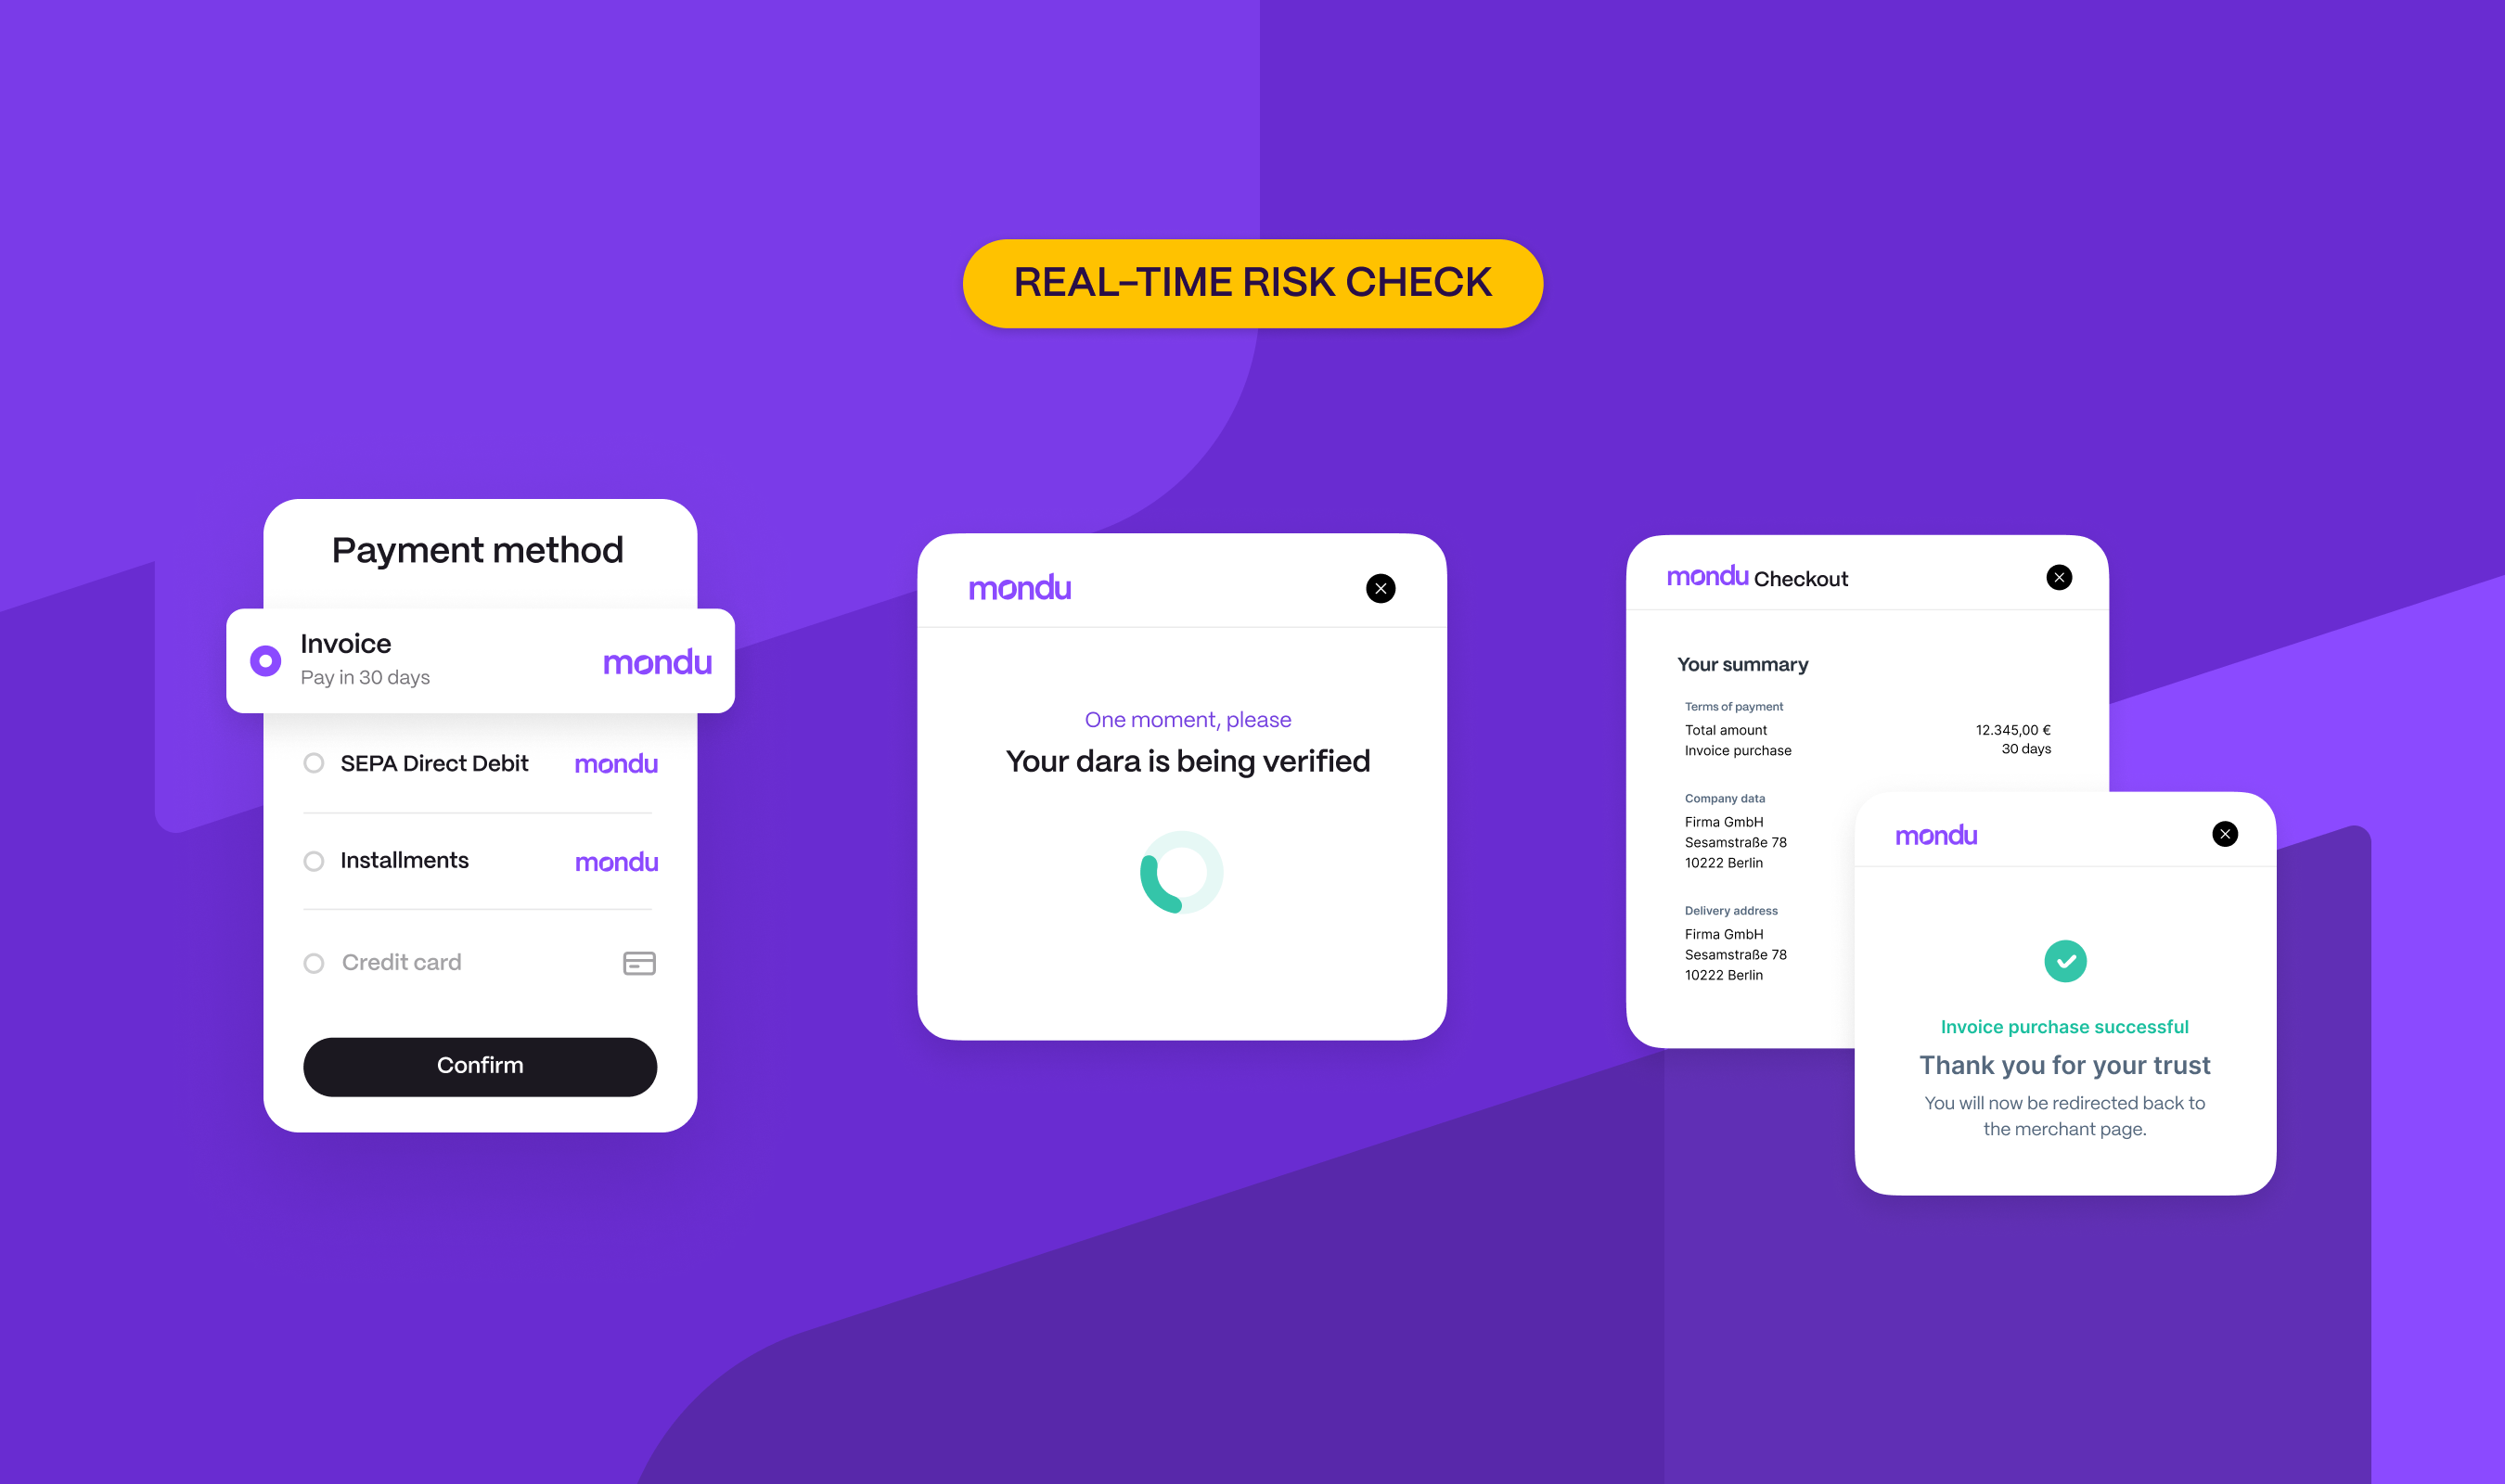 REAL-TIME RISK CHECK
Payment method
Invoice
Pay in 30 days
mondu
SEPA Direct Debit
mondu
Installments
mondu
Credit card
Confirm
mondu
One moment, please
Your dara is being verified
mondu Checkout
Your summary
Terms of payment
Total amount 12.345,00 €
Invoice purchase 30 days
Company data
Firma GmbH
Sesamstraße 78
10222 Berlin
Delivery address
Firma GmbH
Sesamstraße 78
10222 Berlin
mondu
Invoice purchase successful
Thank you for your trust
You will now be redirected back to
the merchant page.